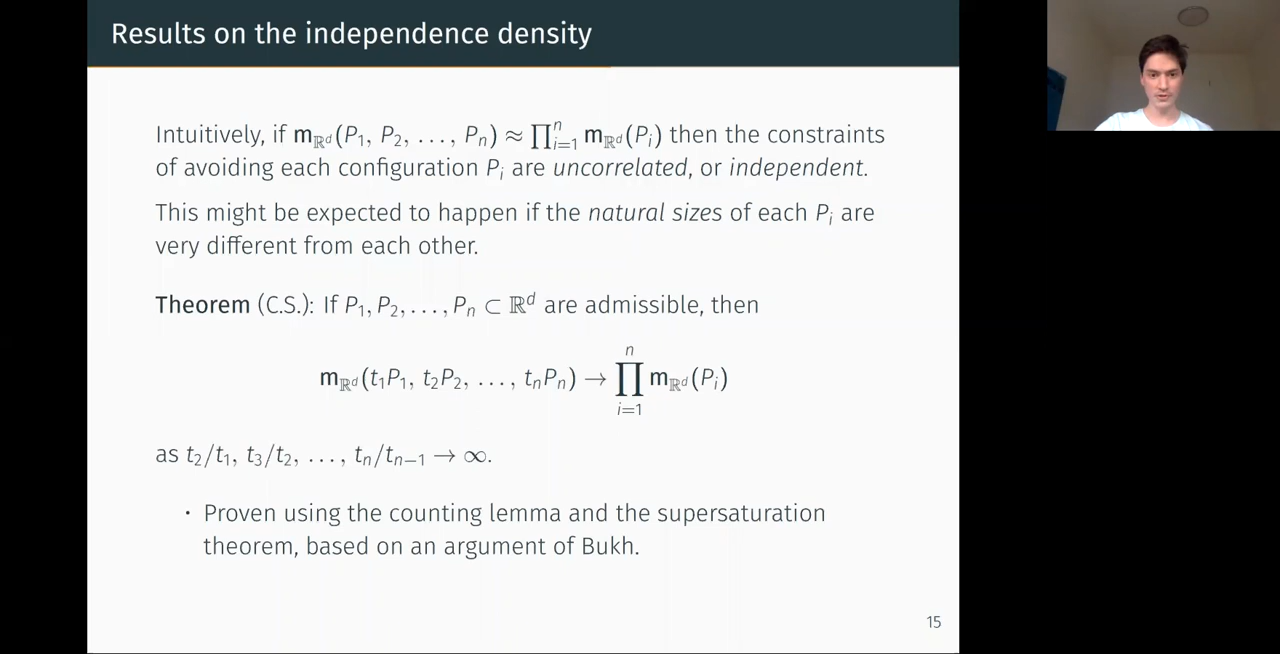 Results on the independence density
Intuitively, if m_{ℝ^d}(P_1, P_2, ..., P_n) ≈ ∏_{i=1}^n m_{ℝ^d}(P_i) then the constraints
of avoiding each configuration P_i are uncorrelated, or independent.
This might be expected to happen if the natural sizes of each P_i are
very different from each other.
Theorem (C.S.): If P_1, P_2, ..., P_n ⊂ ℝ^d are admissible, then
m_{ℝ^d}(t_1P_1, t_2P_2, ..., t_nP_n) → ∏_{i=1}^n m_{ℝ^d}(P_i)
as t_2/t_1, t_3/t_2, ..., t_n/t_{n−1} → ∞.
· Proven using the counting lemma and the supersaturation
theorem, based on an argument of Bukh.
15